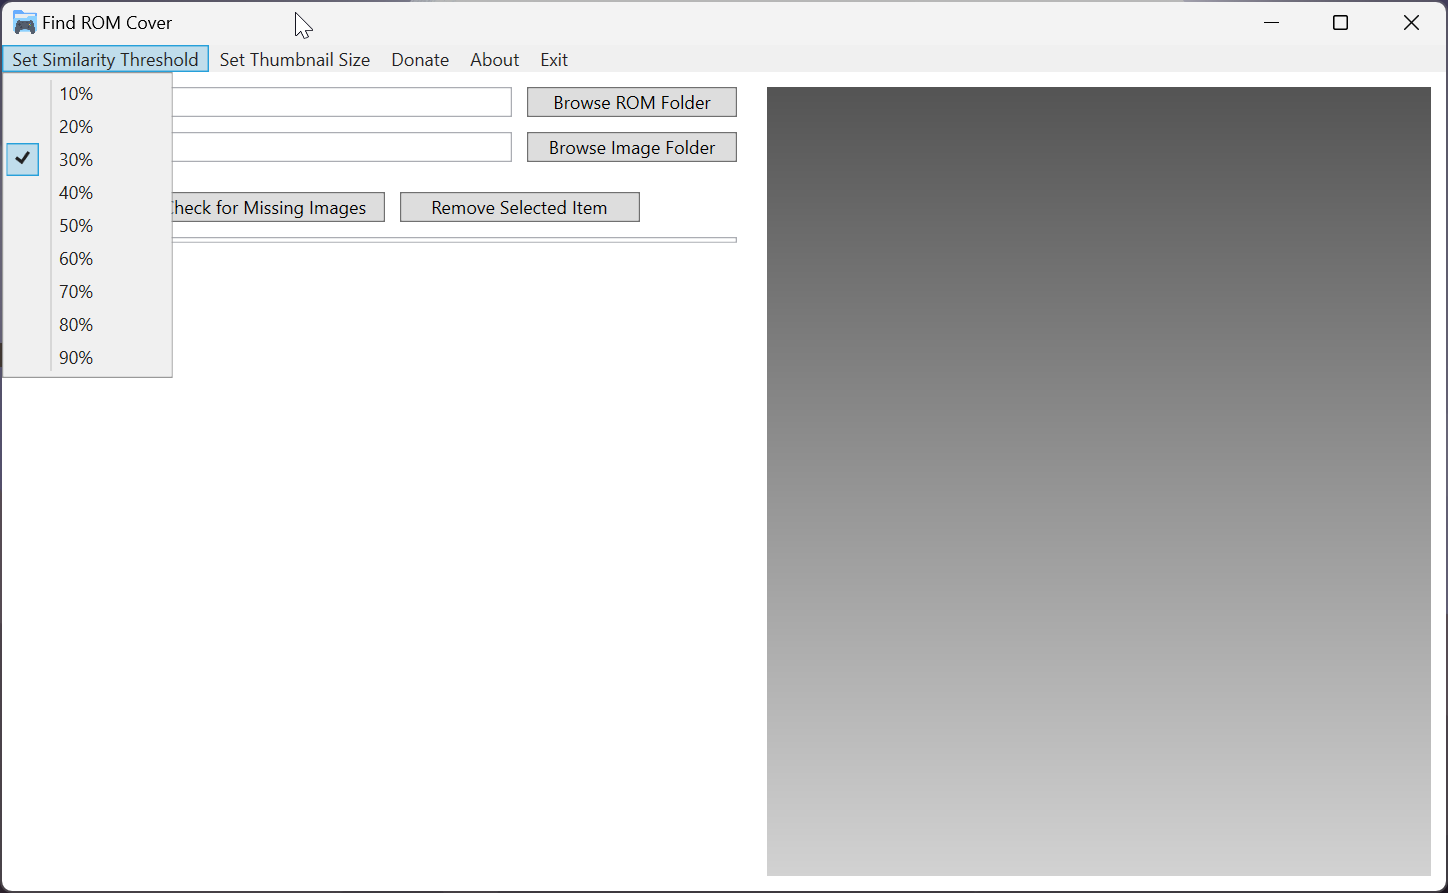 Find ROM Cover
Set Similarity Threshold Set Thumbnail Size Donate About Exit
10%
20%
30%
40%
50%
60%
70%
80%
90%
Browse ROM Folder
Browse Image Folder
heck for Missing Images Remove Selected Item